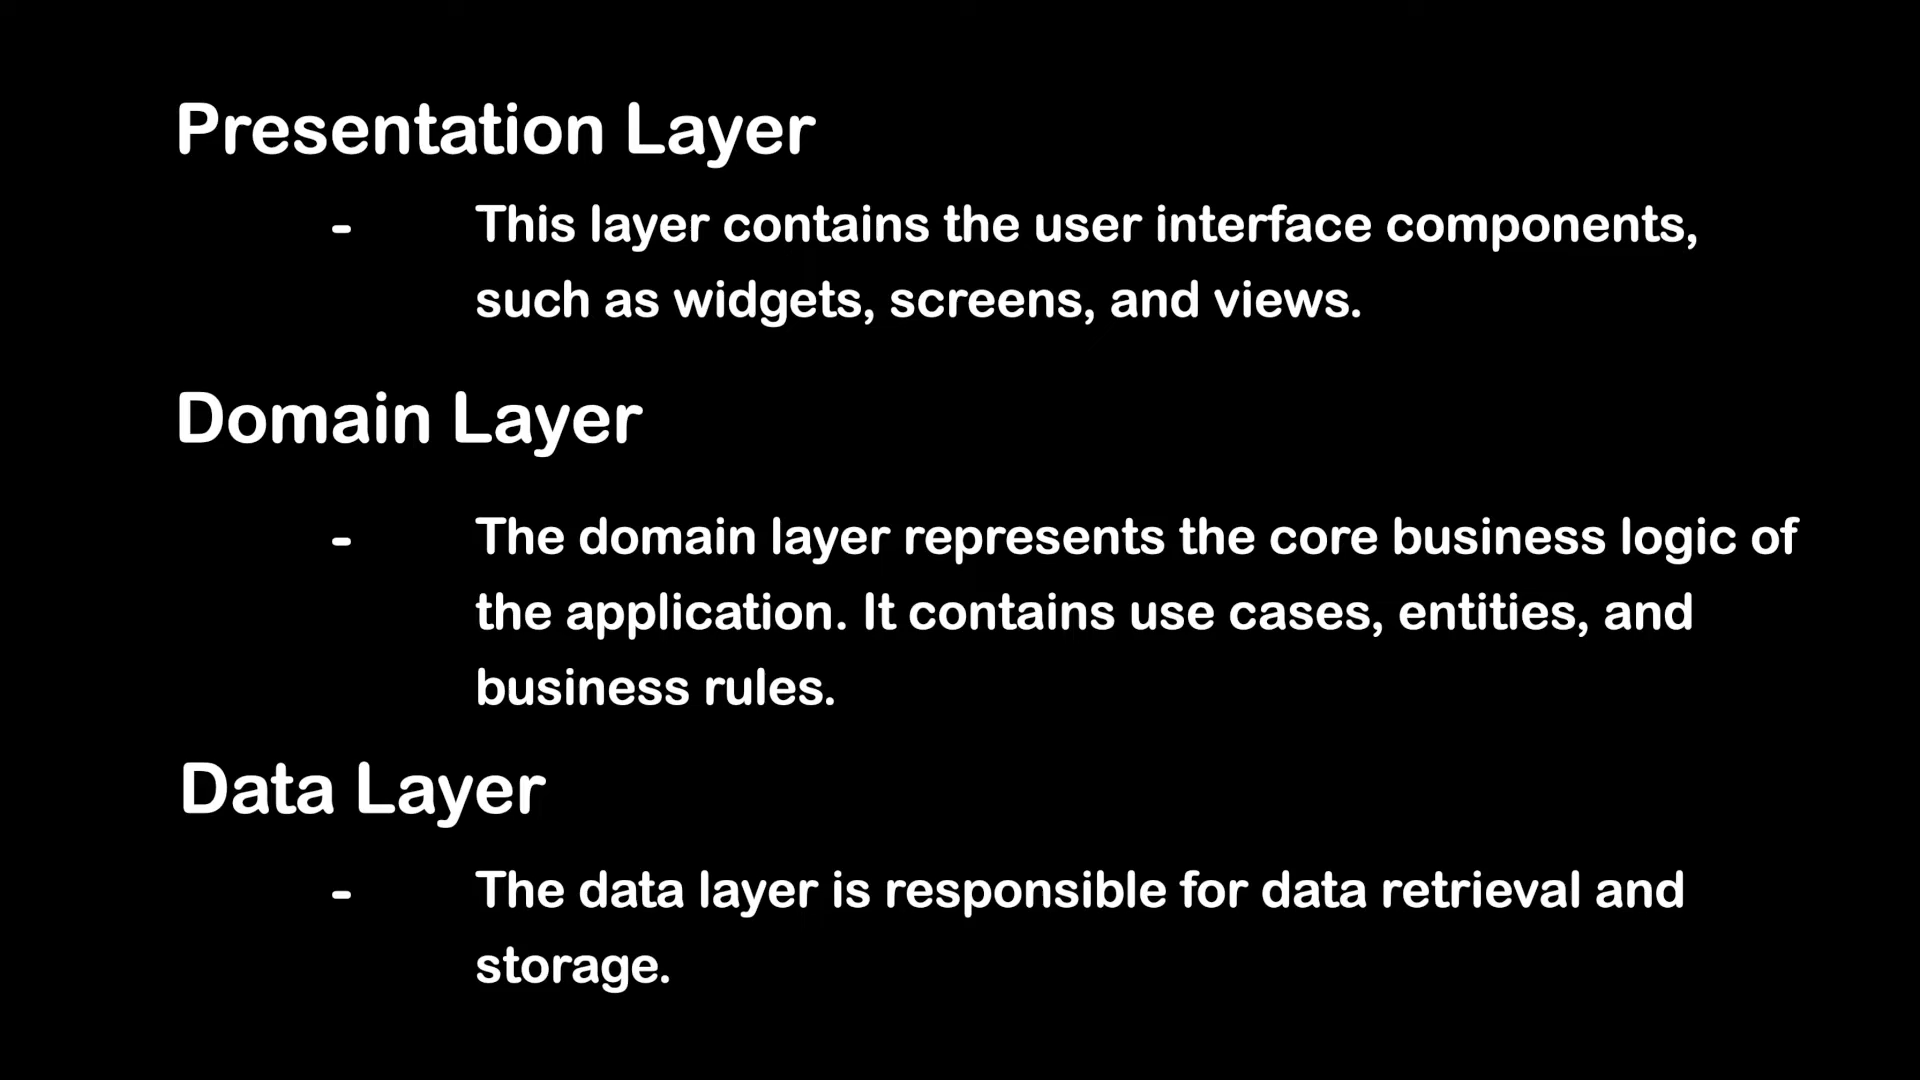 Presentation Layer
- This layer contains the user interface components,
such as widgets, screens, and views.
Domain Layer
- The domain layer represents the core business logic of
the application. It contains use cases, entities, and
business rules.
Data Layer
- The data layer is responsible for data retrieval and
storage.